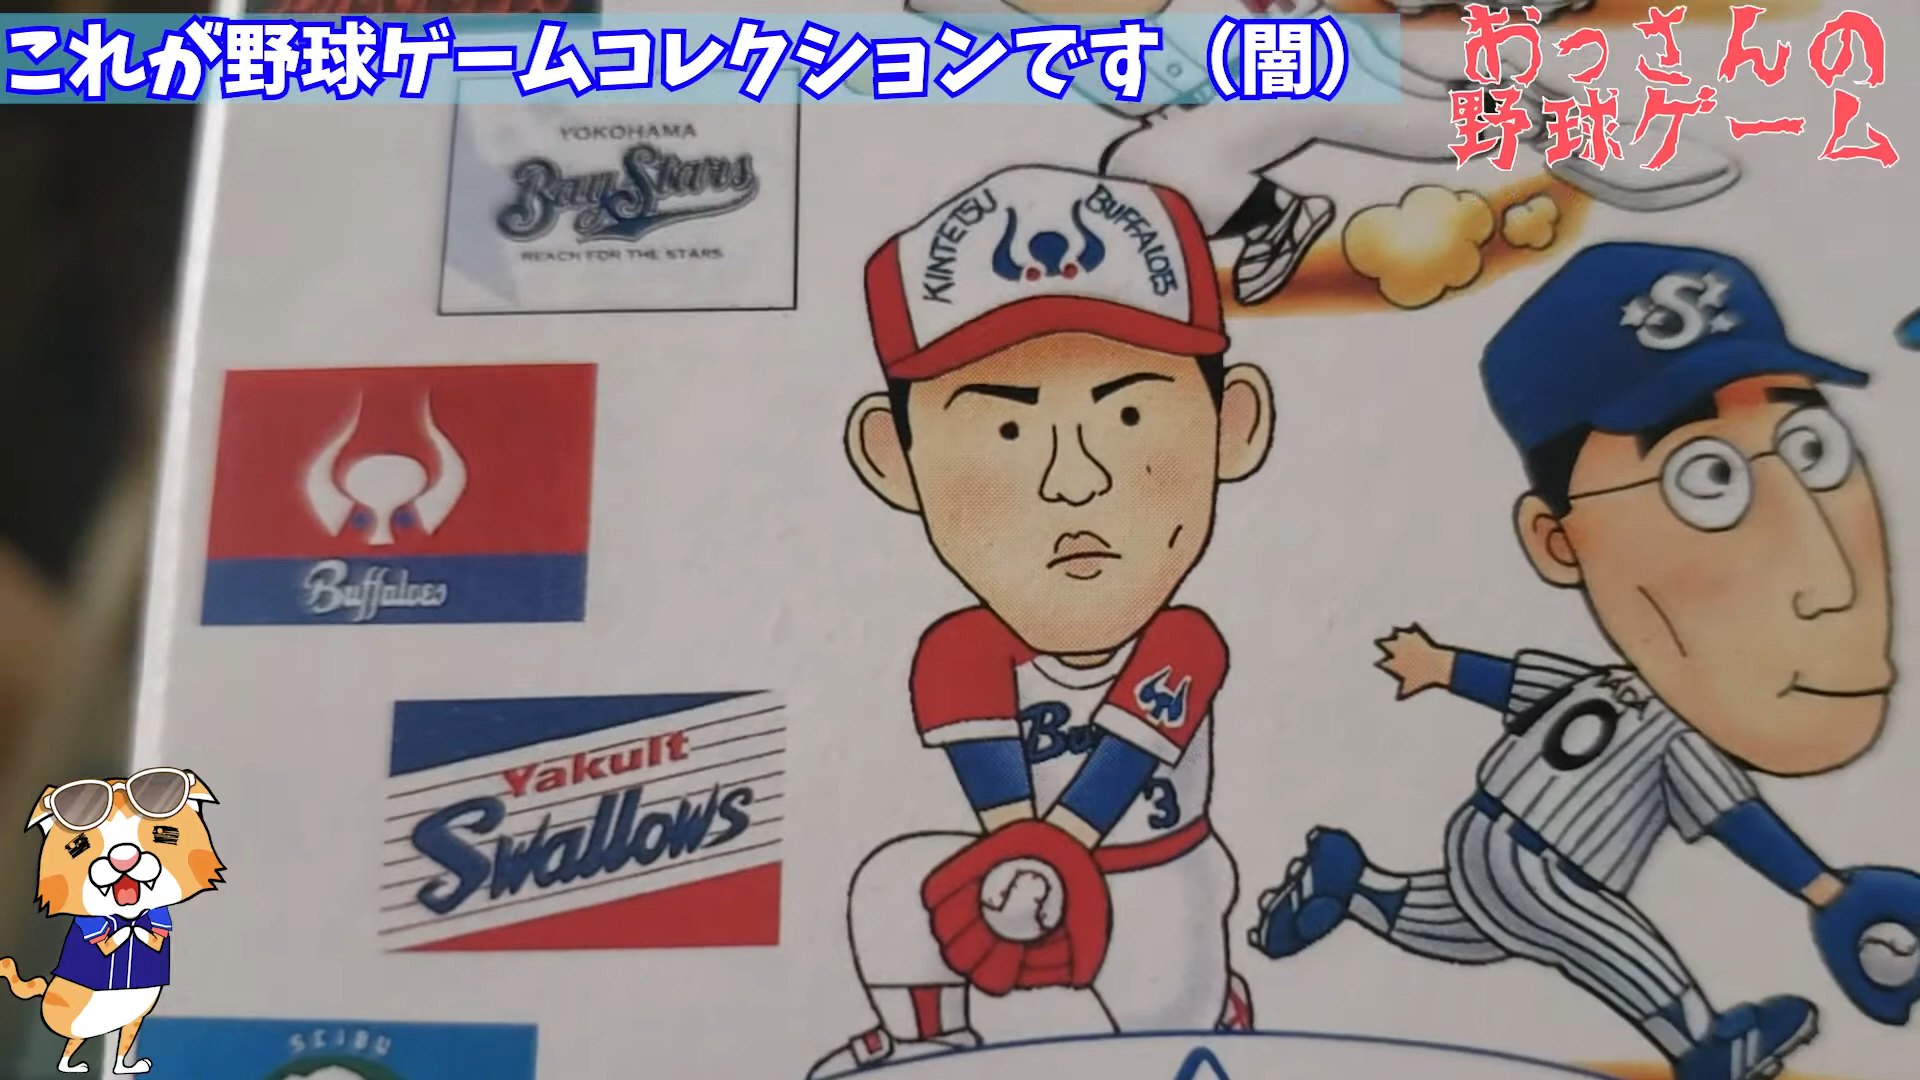 これが野球ゲームコレクションです（闇）
おっさんの
野球ゲーム
YOKOHAMA
BayStars
REACH FOR THE STARS
KINTETSU BUFFALOES
S
Buffaloes
Bu
3
10
Yakult
Swallows
SEIBU